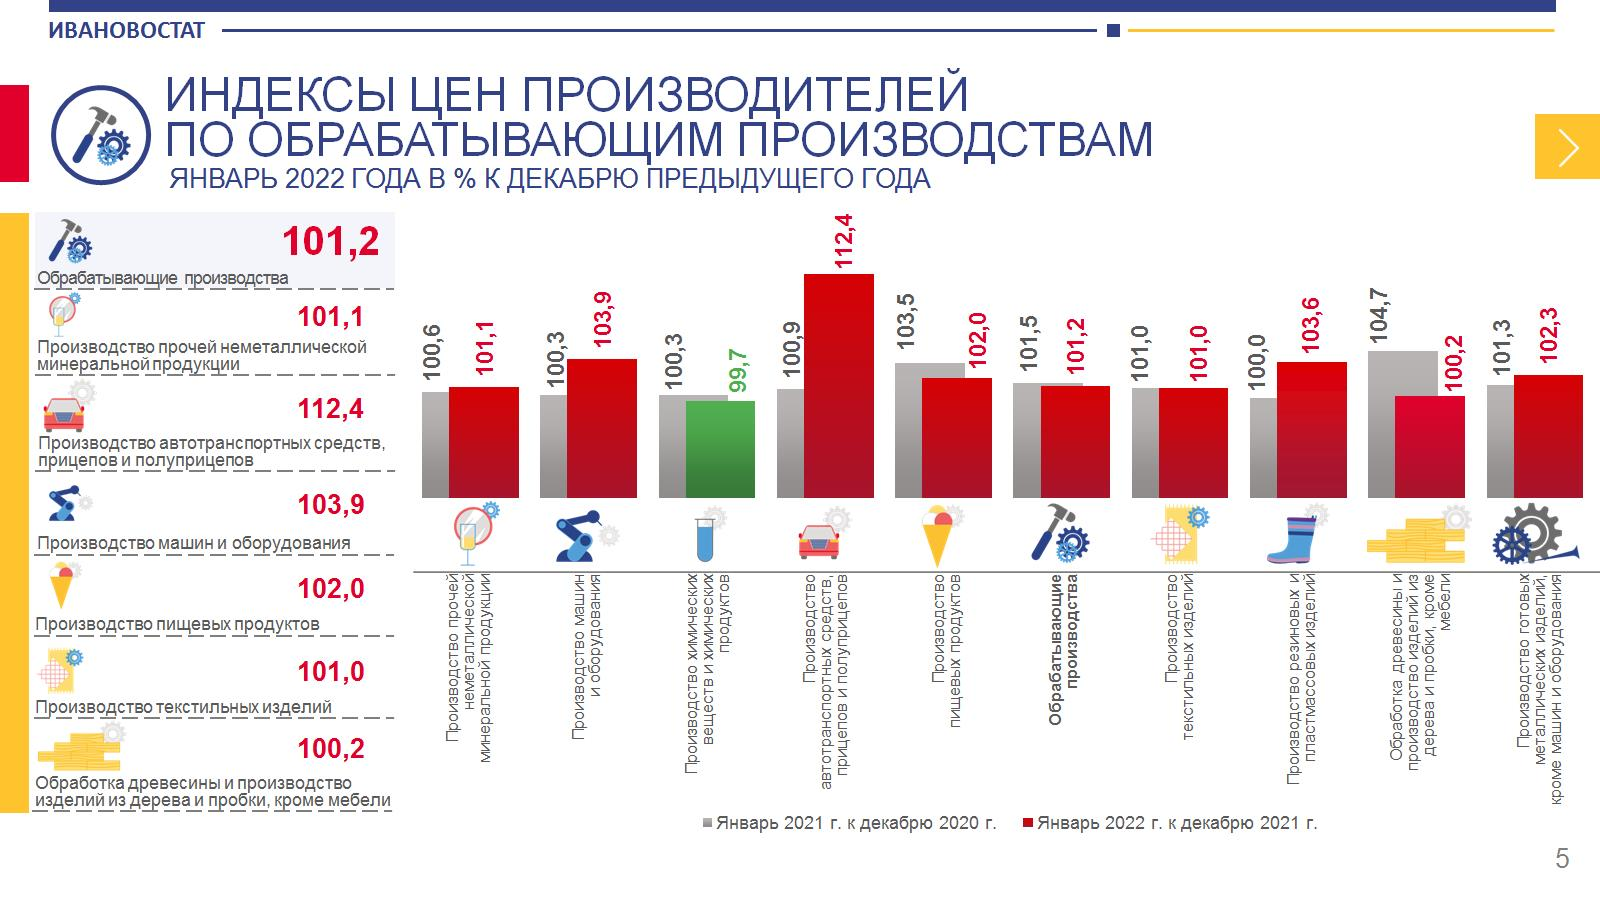 ИВАНОВОСТАТ
ИНДЕКСЫ ЦЕН ПРОИЗВОДИТЕЛЕЙ
ПО ОБРАБАТЫВАЮЩИМ ПРОИЗВОДСТВАМ
ЯНВАРЬ 2022 ГОДА В % К ДЕКАБРЮ ПРЕДЫДУЩЕГО ГОДА
101,2
Обрабатывающие производства
101,1
Производство прочей неметаллической
минеральной продукции
112,4
Производство автотранспортных средств,
прицепов и полуприцепов
103,9
Производство машин и оборудования
102,0
Производство пищевых продуктов
101,0
Производство текстильных изделий
100,2
Обработка древесины и производство
изделий из дерева и пробки, кроме мебели
100,6
101,1
100,3
103,9
100,3
99,7
100,9
112,4
103,5
102,0
101,5
101,2
101,0
101,0
100,0
103,6
104,7
100,2
101,3
102,3
Производство прочей
неметаллической
минеральной продукции
Производство машин
и оборудования
Производство химических
веществ и химических
продуктов
Производство
автотранспортных средств,
прицепов и полуприцепов
Производство
пищевых продуктов
Обрабатывающие
производства
Производство
текстильных изделий
Производство резиновых и
пластмассовых изделий
Обработка древесины и
производство изделий из
дерева и пробки, кроме
мебели
Производство готовых
металлических изделий,
кроме машин и оборудования
Январь 2021 г. к декабрю 2020 г.
Январь 2022 г. к декабрю 2021 г.
5